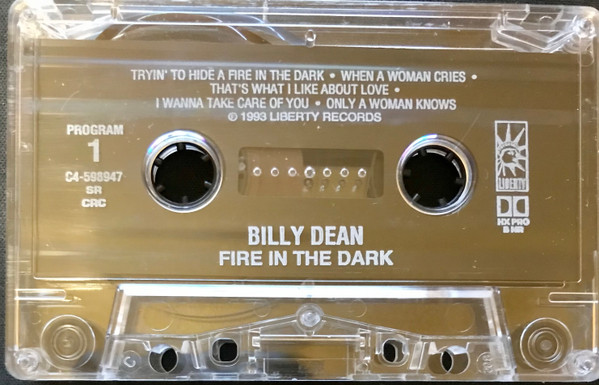 TRYIN' TO HIDE A FIRE IN THE DARK • WHEN A WOMAN CRIES •
THAT'S WHAT I LIKE ABOUT LOVE •
I WANNA TAKE CARE OF YOU • ONLY A WOMAN KNOWS
© 1993 LIBERTY RECORDS
PROGRAM
1
C4-598947
SR
CRC
LIBERTY
HX PRO
B NR
BILLY DEAN
FIRE IN THE DARK